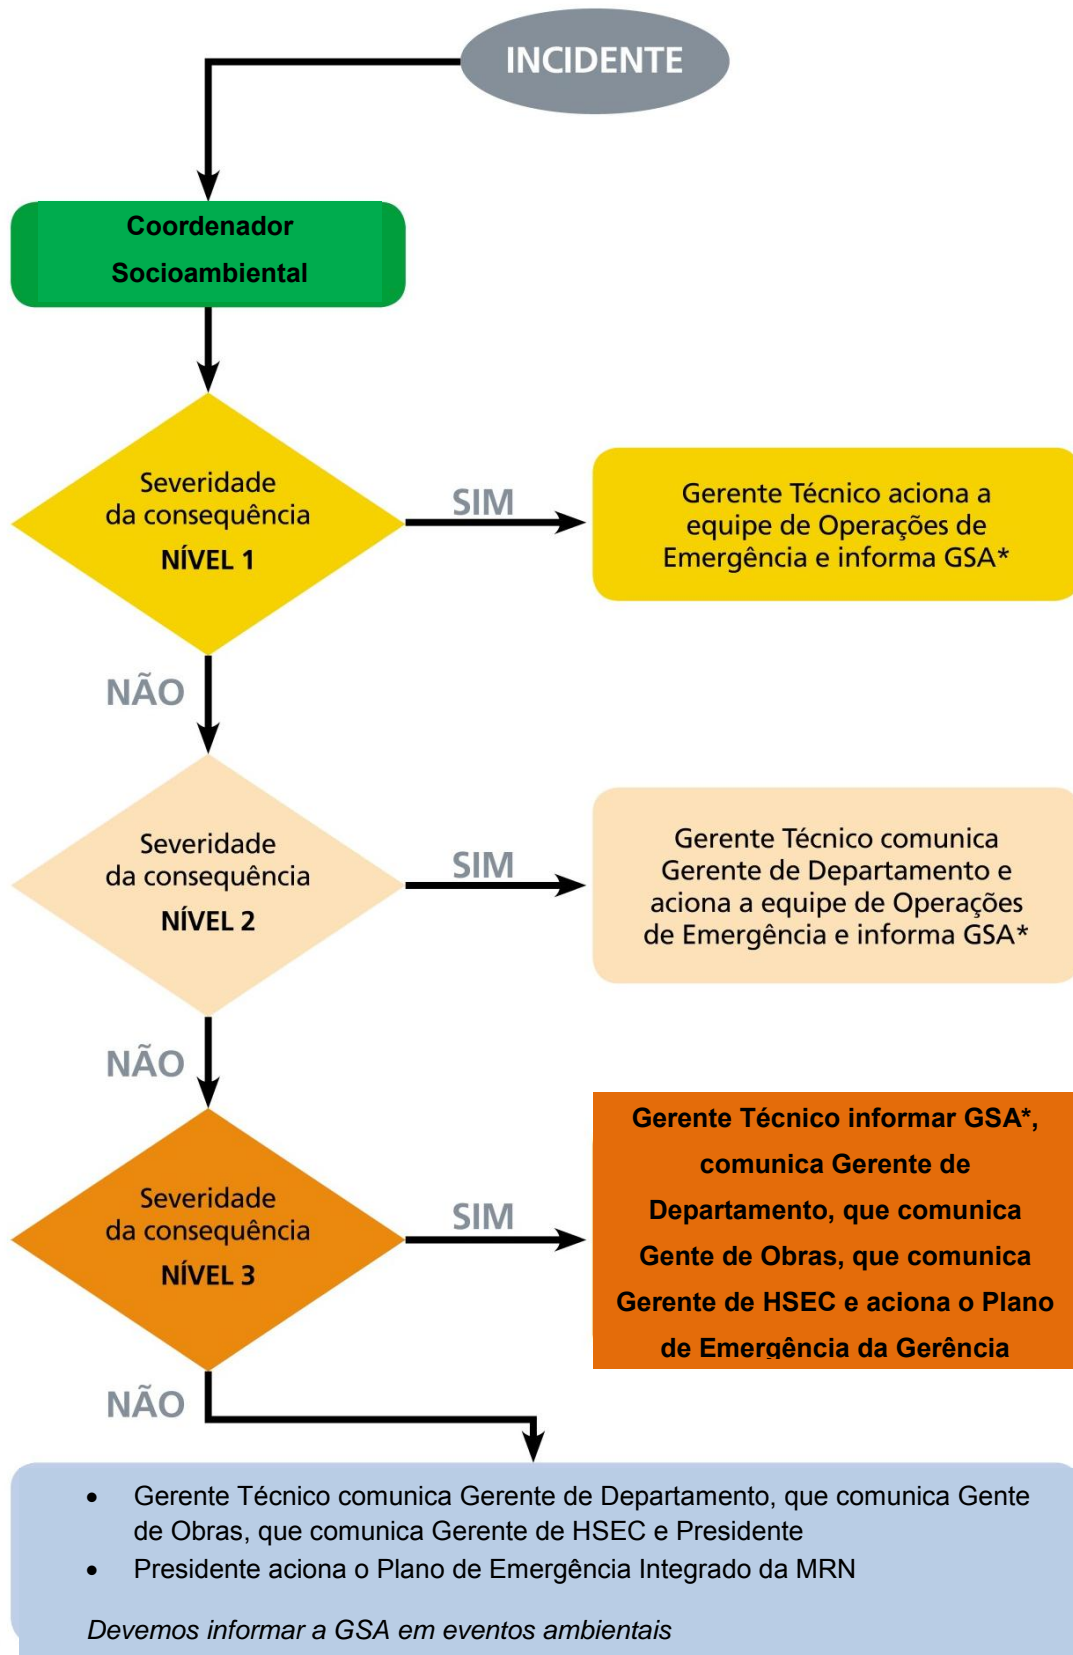 INCIDENTE
Coordenador
Socioambiental
Severidade
da consequência
NÍVEL 1
SIM
Gerente Técnico aciona a
equipe de Operações de
Emergência e informa GSA*
NÃO
Severidade
da consequência
NÍVEL 2
SIM
Gerente Técnico comunica
Gerente de Departamento e
aciona a equipe de Operações
de Emergência e informa GSA*
NÃO
Severidade
da consequência
NÍVEL 3
SIM
Gerente Técnico informar GSA*,
comunica Gerente de
Departamento, que comunica
Gente de Obras, que comunica
Gerente de HSEC e aciona o Plano
de Emergência da Gerência
NÃO
• Gerente Técnico comunica Gerente de Departamento, que comunica Gente
de Obras, que comunica Gerente de HSEC e Presidente
• Presidente aciona o Plano de Emergência Integrado da MRN
Devemos informar a GSA em eventos ambientais